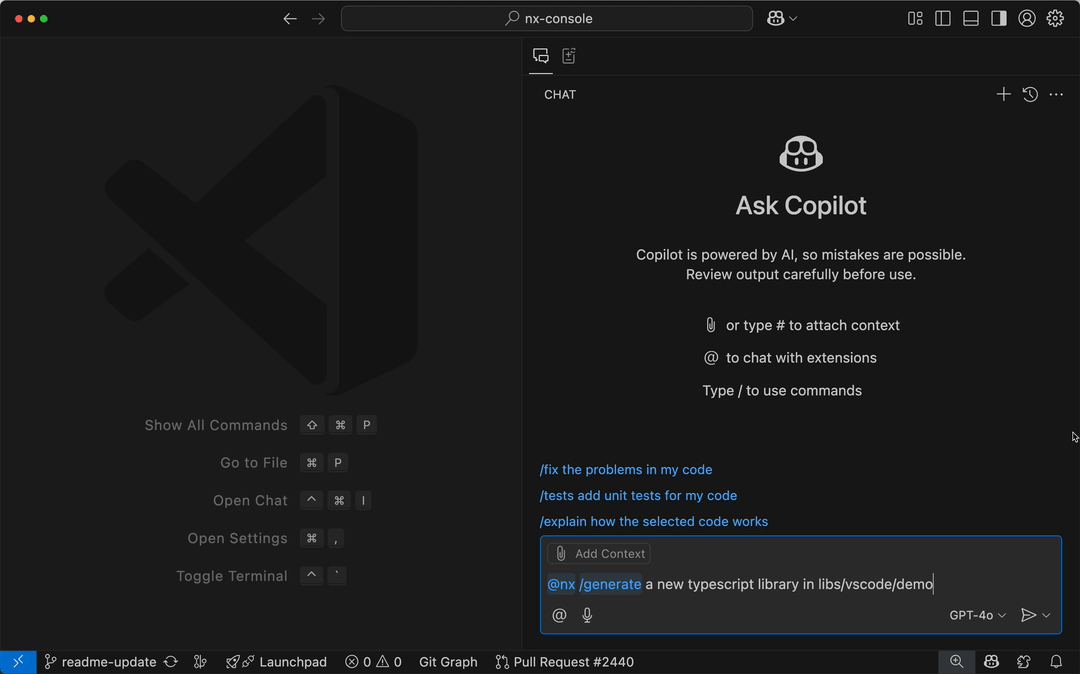 nx-console
CHAT
Ask Copilot
Copilot is powered by AI, so mistakes are possible.
Review output carefully before use.
or type # to attach context
@ to chat with extensions
Type / to use commands
Show All Commands ⇧ ⌘ P
Go to File ⌘ P
Open Chat ^ ⌘ I
Open Settings ⌘ ,
Toggle Terminal ^ `
/fix the problems in my code
/tests add unit tests for my code
/explain how the selected code works
Add Context
@nx /generate a new typescript library in libs/vscode/demo
@ GPT-4o
readme-update Launchpad 0 0 Git Graph Pull Request #2440